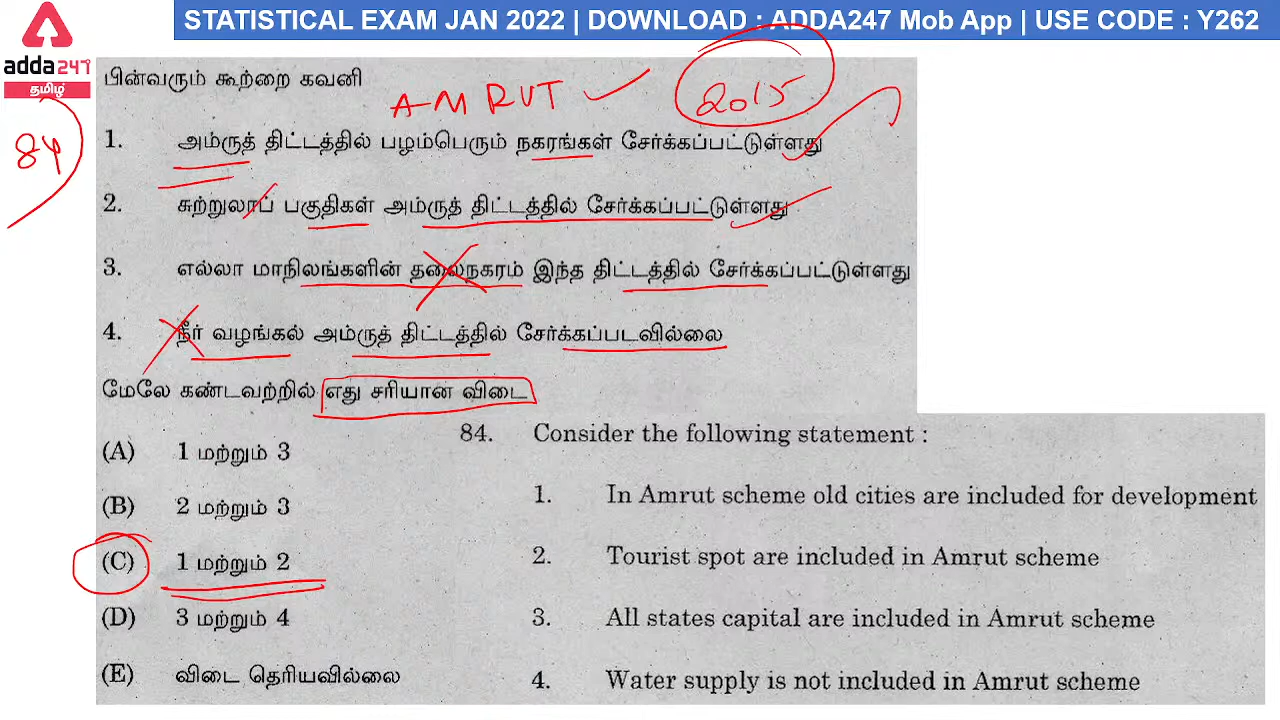 STATISTICAL EXAM JAN 2022 | DOWNLOAD : ADDA247 Mob App | USE CODE : Y262
adda247
தமிழ்
84
AMRUT
2015
பின்வரும் கூற்றை கவனி
1. அம்ருத் திட்டத்தில் பழம்பெரும் நகரங்கள் சேர்க்கப்பட்டுள்ளது
2. சுற்றுலாப் பகுதிகள் அம்ருத் திட்டத்தில் சேர்க்கப்பட்டுள்ளது
3. எல்லா மாநிலங்களின் தலைநகரம் இந்த திட்டத்தில் சேர்க்கப்பட்டுள்ளது
4. நீர் வழங்கல் அம்ருத் திட்டத்தில் சேர்க்கப்படவில்லை
மேலே கண்டவற்றில் எது சரியான விடை
(A) 1 மற்றும் 3
(B) 2 மற்றும் 3
(C) 1 மற்றும் 2
(D) 3 மற்றும் 4
(E) விடை தெரியவில்லை
84. Consider the following statement :
1. In Amrut scheme old cities are included for development
2. Tourist spot are included in Amrut scheme
3. All states capital are included in Amrut scheme
4. Water supply is not included in Amrut scheme